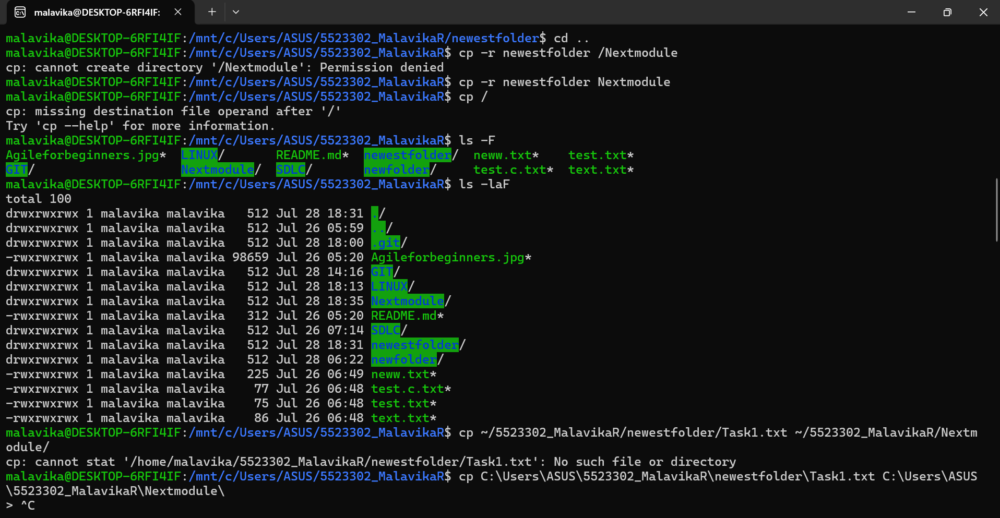 malavika@DESKTOP-6RFI4IF:
malavika@DESKTOP-6RFI4IF:/mnt/c/Users/ASUS/5523302_MalavikaR/newestfolder$ cd ..
malavika@DESKTOP-6RFI4IF:/mnt/c/Users/ASUS/5523302_MalavikaR$ cp -r newestfolder /Nextmodule
cp: cannot create directory '/Nextmodule': Permission denied
malavika@DESKTOP-6RFI4IF:/mnt/c/Users/ASUS/5523302_MalavikaR$ cp -r newestfolder Nextmodule
malavika@DESKTOP-6RFI4IF:/mnt/c/Users/ASUS/5523302_MalavikaR$ cp /
cp: missing destination file operand after '/'
Try 'cp --help' for more information.
malavika@DESKTOP-6RFI4IF:/mnt/c/Users/ASUS/5523302_MalavikaR$ ls -F
Agileforbeginners.jpg*  LINUX/       README.md*  newestfolder/  neww.txt*    test.txt*
GIT/                    Nextmodule/  SDLC/       newfolder/     test.c.txt*  text.txt*
malavika@DESKTOP-6RFI4IF:/mnt/c/Users/ASUS/5523302_MalavikaR$ ls -laF
total 100
drwxrwxrwx 1 malavika malavika   512 Jul 28 18:31 ./
drwxrwxrwx 1 malavika malavika   512 Jul 26 05:59 ../
drwxrwxrwx 1 malavika malavika   512 Jul 28 18:00 .git/
-rwxrwxrwx 1 malavika malavika 98659 Jul 26 05:20 Agileforbeginners.jpg*
drwxrwxrwx 1 malavika malavika   512 Jul 28 14:16 GIT/
drwxrwxrwx 1 malavika malavika   512 Jul 28 18:13 LINUX/
drwxrwxrwx 1 malavika malavika   512 Jul 28 18:35 Nextmodule/
-rwxrwxrwx 1 malavika malavika   312 Jul 26 05:20 README.md*
drwxrwxrwx 1 malavika malavika   512 Jul 26 07:14 SDLC/
drwxrwxrwx 1 malavika malavika   512 Jul 28 18:31 newestfolder/
drwxrwxrwx 1 malavika malavika   512 Jul 28 06:22 newfolder/
-rwxrwxrwx 1 malavika malavika   225 Jul 26 06:49 neww.txt*
-rwxrwxrwx 1 malavika malavika    77 Jul 26 06:48 test.c.txt*
-rwxrwxrwx 1 malavika malavika    75 Jul 26 06:48 test.txt*
-rwxrwxrwx 1 malavika malavika    86 Jul 26 06:48 text.txt*
malavika@DESKTOP-6RFI4IF:/mnt/c/Users/ASUS/5523302_MalavikaR$ cp ~/5523302_MalavikaR/newestfolder/Task1.txt ~/5523302_MalavikaR/Nextm
odule/
cp: cannot stat '/home/malavika/5523302_MalavikaR/newestfolder/Task1.txt': No such file or directory
malavika@DESKTOP-6RFI4IF:/mnt/c/Users/ASUS/5523302_MalavikaR$ cp C:\Users\ASUS\5523302_MalavikaR\newestfolder\Task1.txt C:\Users\ASUS
\5523302_MalavikaR\Nextmodule\
> ^C